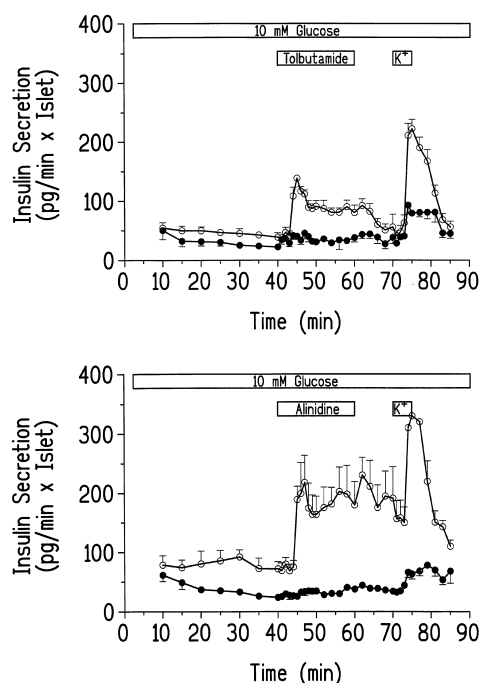 400
10 mM Glucose
Tolbutamide
K+
300
200
100
0
Insulin Secretion
(pg/min x Islet)
0 10 20 30 40 50 60 70 80 90
Time (min)
400
10 mM Glucose
Alinidine
K+
300
200
100
0
Insulin Secretion
(pg/min x Islet)
0 10 20 30 40 50 60 70 80 90
Time (min)